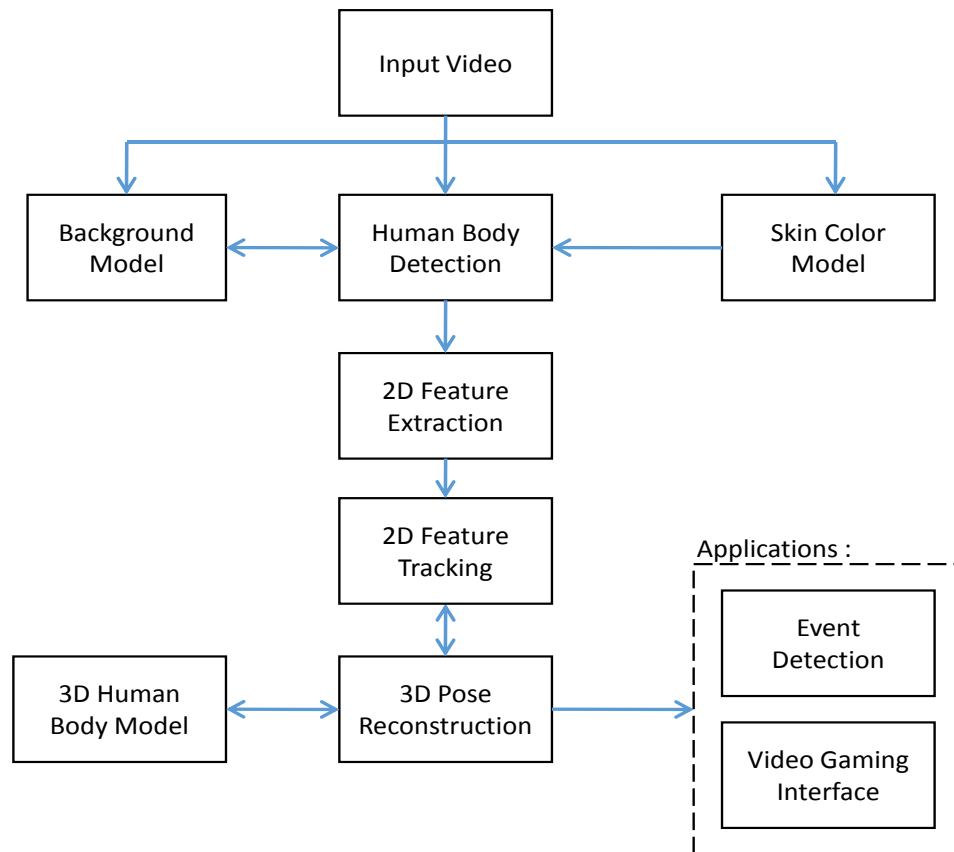 Input Video
Background
Model
Human Body
Detection
Skin Color
Model
2D Feature
Extraction
2D Feature
Tracking
Applications :
Event
Detection
3D Human
Body Model
3D Pose
Reconstruction
Video Gaming
Interface